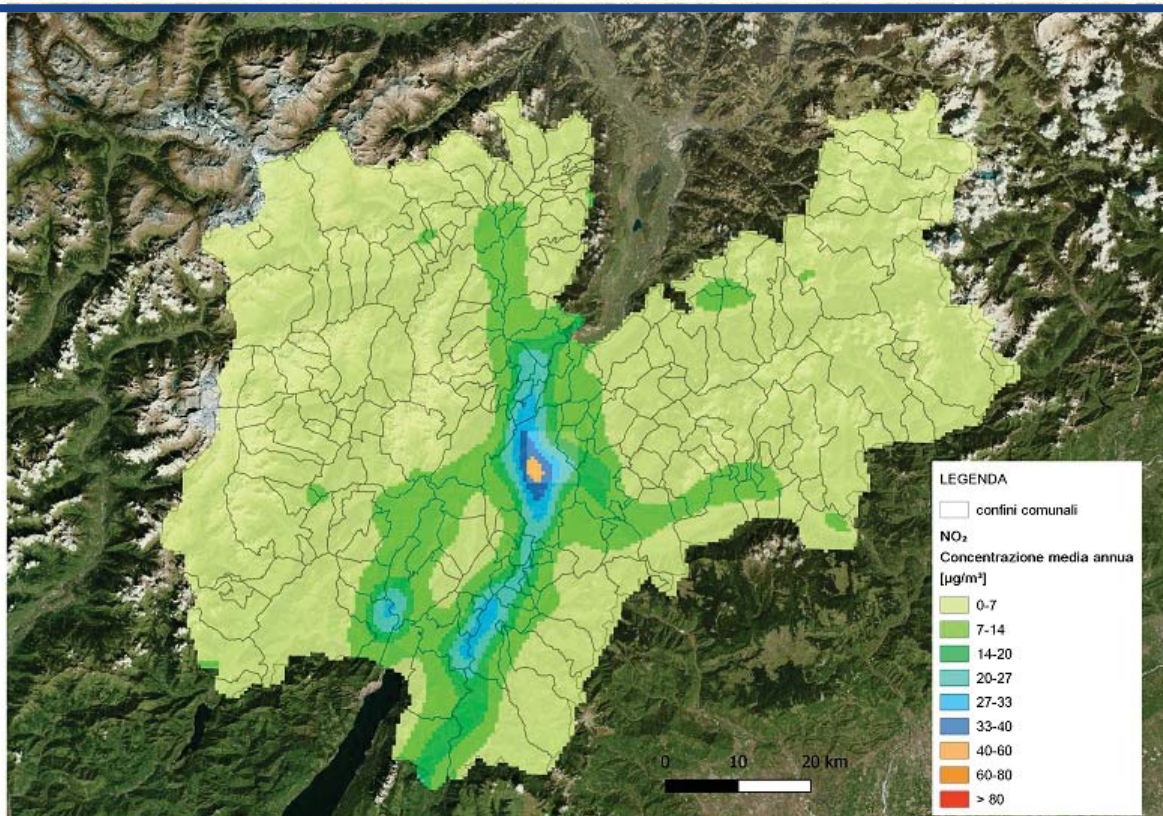 LEGENDA
confini comunali
NO₂
Concentrazione media annua
[µg/m³]
0-7
7-14
14-20
20-27
27-33
33-40
40-60
60-80
> 80
0 10 20 km